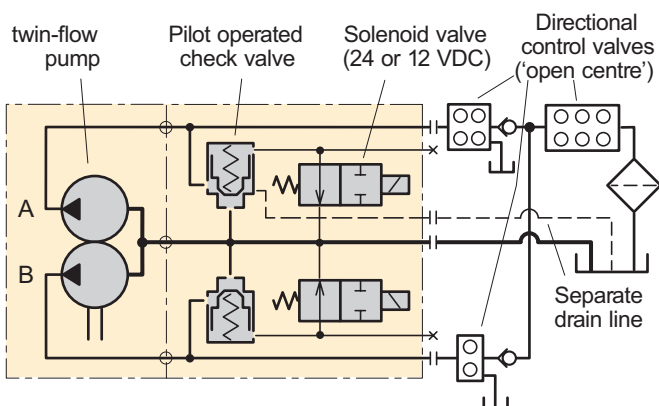 twin-flow
pump
Pilot operated
check valve
Solenoid valve
(24 or 12 VDC)
Directional
control valves
('open centre')
A
B
Separate
drain line